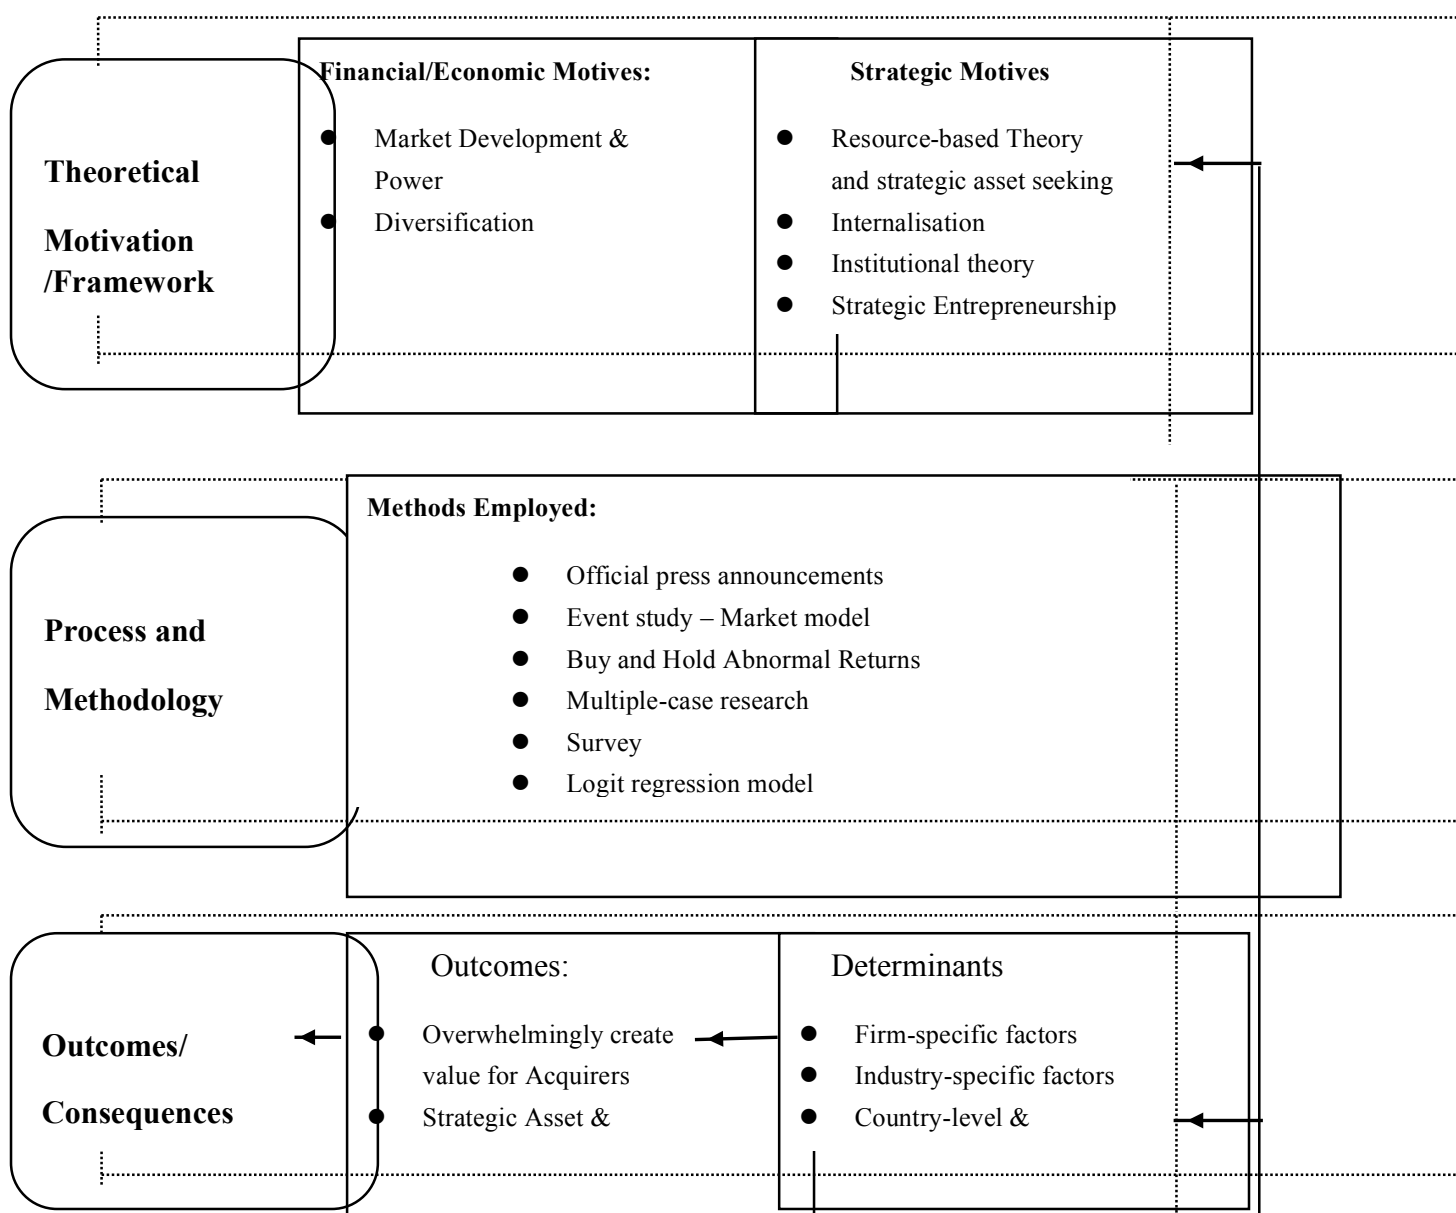 Theoretical
Motivation
/Framework
Financial/Economic Motives:
● Market Development &
Power
● Diversification
Strategic Motives
● Resource-based Theory
and strategic asset seeking
● Internalisation
● Institutional theory
● Strategic Entrepreneurship
Process and
Methodology
Methods Employed:
● Official press announcements
● Event study – Market model
● Buy and Hold Abnormal Returns
● Multiple-case research
● Survey
● Logit regression model
Outcomes/
Consequences
Outcomes:
● Overwhelmingly create
value for Acquirers
● Strategic Asset &
Determinants
● Firm-specific factors
● Industry-specific factors
● Country-level &